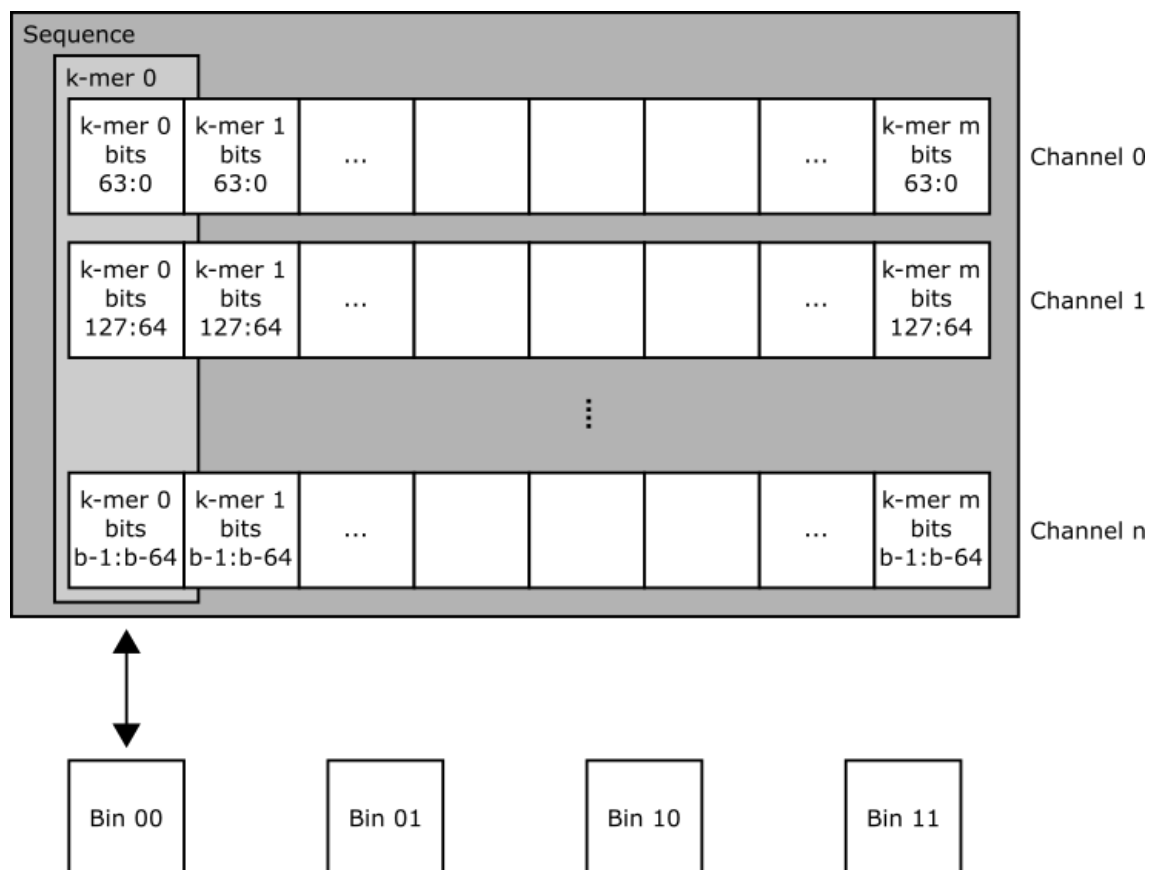 Sequence
k-mer 0
k-mer 0 k-mer 1 k-mer m
bits bits ... ... bits Channel 0
63:0 63:0 63:0
k-mer 0 k-mer 1 k-mer m
bits bits ... ... bits Channel 1
127:64 127:64 127:64
k-mer 0 k-mer 1 k-mer m
bits bits ... ... bits Channel n
b-1:b-64 b-1:b-64 b-1:b-64
Bin 00 Bin 01 Bin 10 Bin 11